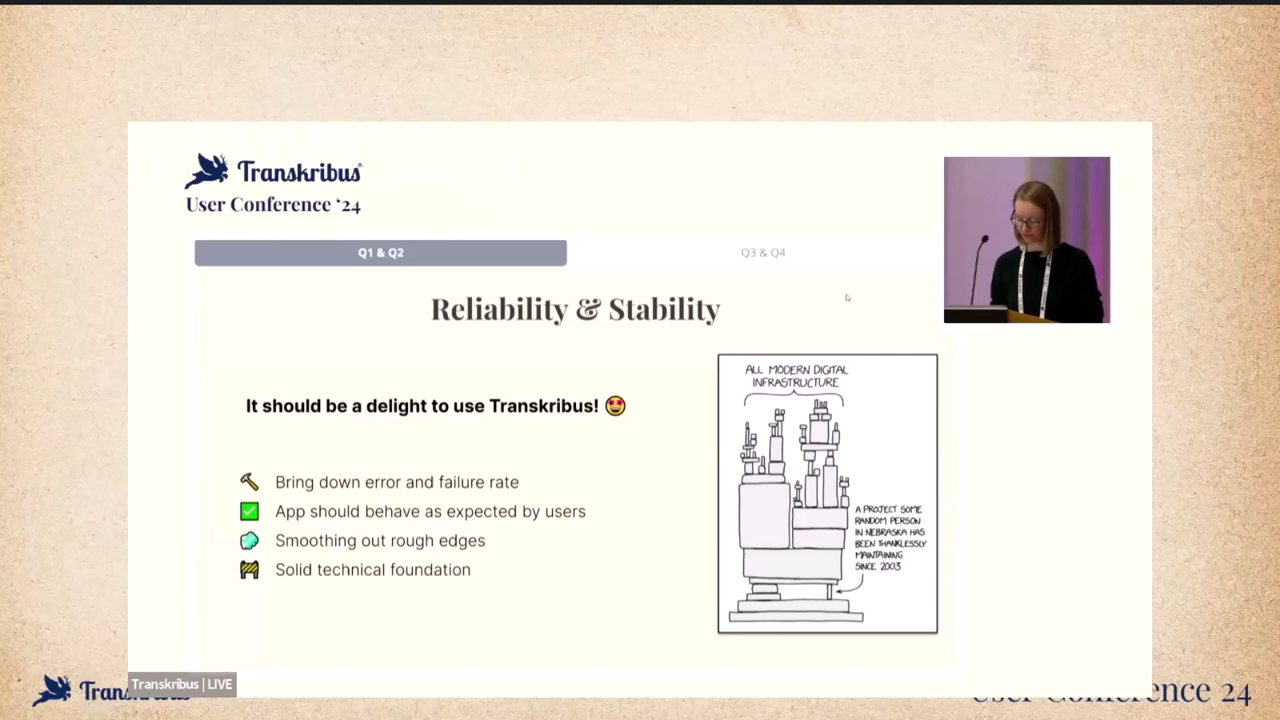 Transkribus
User Conference ‘24
Q1 & Q2
Q3 & Q4
Reliability & Stability
It should be a delight to use Transkribus! 🤩
Bring down error and failure rate
App should behave as expected by users
Smoothing out rough edges
Solid technical foundation
ALL MODERN DIGITAL
INFRASTRUCTURE
A PROJECT SOME
RANDOM PERSON
IN NEBRASKA HAS
BEEN THANKLESSLY
MAINTAINING
SINCE 2003
Transkribus | LIVE
User Conference 24